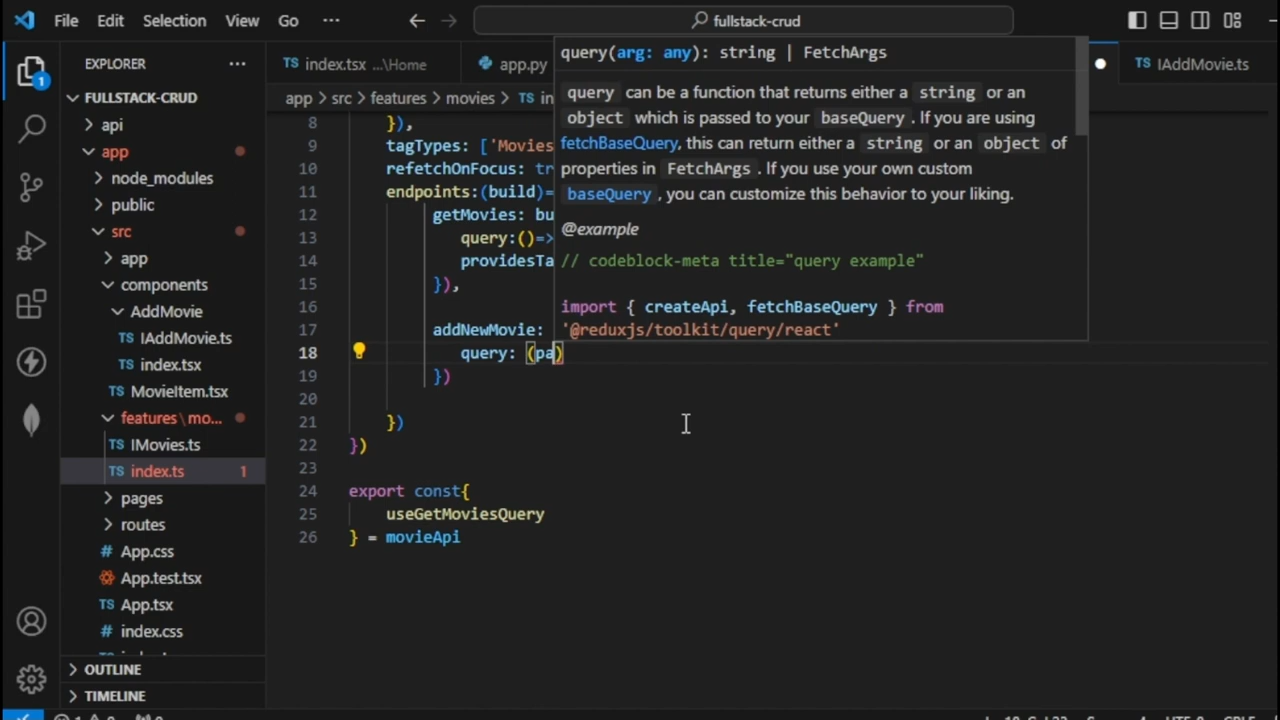 File Edit Selection View Go ··· fullstack-crud
EXPLORER ···
index.tsx ...\Home
app.py
IAddMovie.ts
FULLSTACK-CRUD
api
app
node_modules
public
src
app
components
AddMovie
IAddMovie.ts
index.tsx
MovieItem.tsx
features\mo...
IMovies.ts
index.ts 1
pages
routes
App.css
App.test.tsx
App.tsx
index.css
OUTLINE
TIMELINE
1
app > src > features > movies > TS in
8 }),
9 tagTypes: ['Movies
10 refetchOnFocus: tr
11 endpoints:(build)=
12 getMovies: bu
13 query:()=>
14 providesTa
15 }),
16
17 addNewMovie:
18 query: (pa)
19 })
20
21 })
22 })
23
24 export const{
25 useGetMoviesQuery
26 } = movieApi
query(arg: any): string | FetchArgs
query can be a function that returns either a string or an
object which is passed to your baseQuery. If you are using
fetchBaseQuery, this can return either a string or an object of
properties in FetchArgs. If you use your own custom
baseQuery, you can customize this behavior to your liking.
@example
// codeblock-meta title="query example"
import { createApi, fetchBaseQuery } from
'@reduxjs/toolkit/query/react'